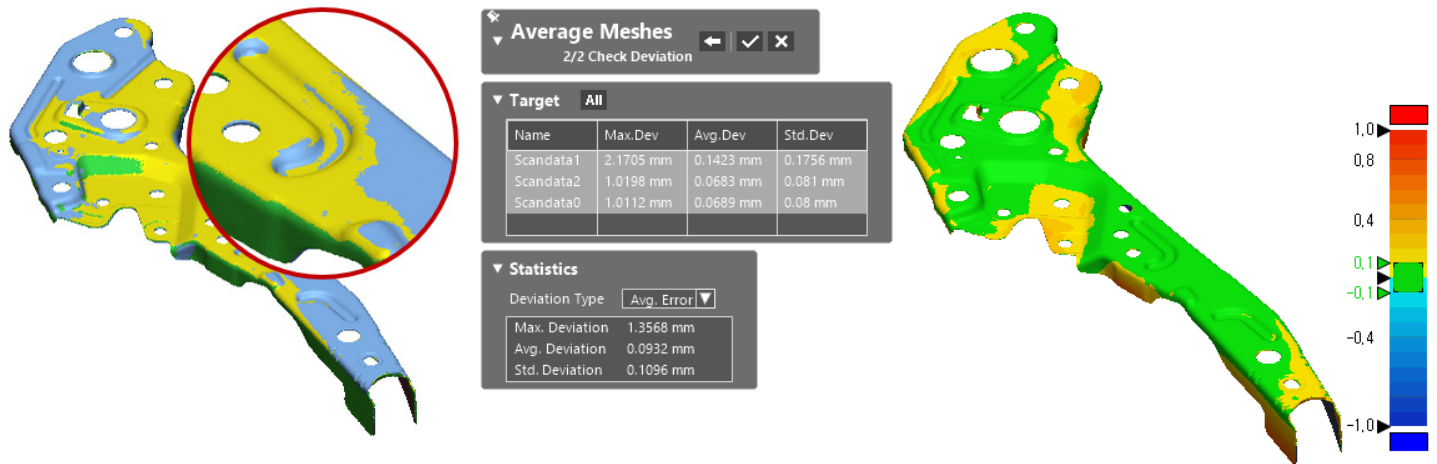 Average Meshes
2/2 Check Deviation
Target All
Name Max.Dev Avg.Dev Std.Dev
Scandata1 2.1705 mm 0.1423 mm 0.1756 mm
Scandata2 1.0198 mm 0.0683 mm 0.081 mm
Scandata0 1.0112 mm 0.0689 mm 0.08 mm
Statistics
Deviation Type Avg. Error
Max. Deviation 1.3568 mm
Avg. Deviation 0.0932 mm
Std. Deviation 0.1096 mm
1,0
0,8
0,4
0,1
-0,1
-0,4
-1,0